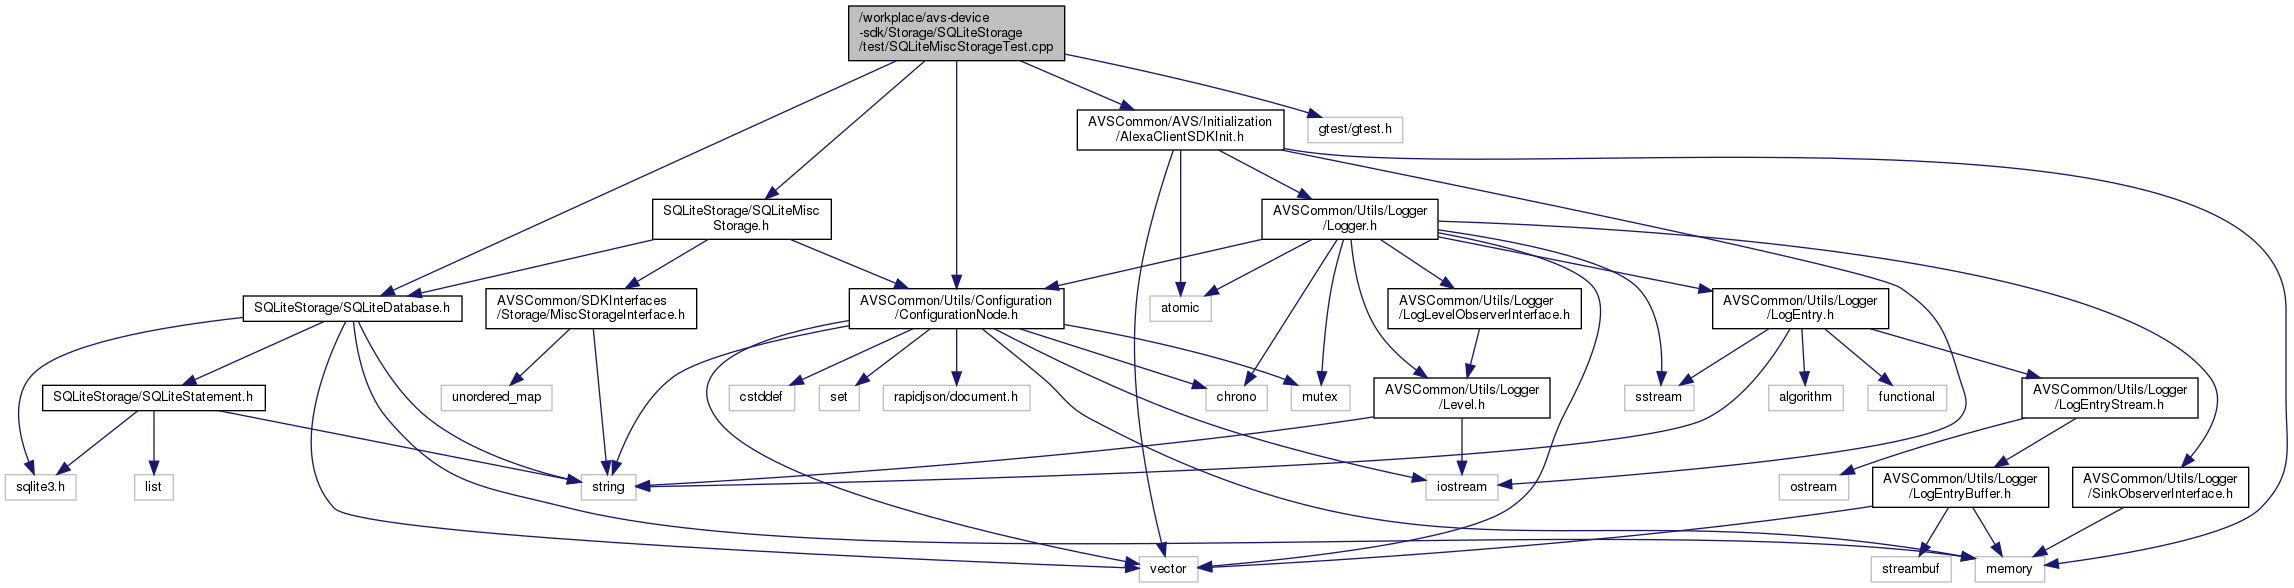 /workplace/avs-device
-sdk/Storage/SQLiteStorage
/test/SQLiteMiscStorageTest.cpp
AVSCommon/AVS/Initialization
/AlexaClientSDKInit.h
gtest/gtest.h
SQLiteStorage/SQLiteMisc
Storage.h
AVSCommon/Utils/Logger
/Logger.h
SQLiteStorage/SQLiteDatabase.h
AVSCommon/SDKInterfaces
/Storage/MiscStorageInterface.h
AVSCommon/Utils/Configuration
/ConfigurationNode.h
atomic
AVSCommon/Utils/Logger
/LogLevelObserverInterface.h
AVSCommon/Utils/Logger
/LogEntry.h
SQLiteStorage/SQLiteStatement.h
unordered_map
cstddef
set
rapidjson/document.h
chrono
mutex
AVSCommon/Utils/Logger
/Level.h
sstream
algorithm
functional
AVSCommon/Utils/Logger
/LogEntryStream.h
sqlite3.h
list
string
iostream
ostream
AVSCommon/Utils/Logger
/LogEntryBuffer.h
AVSCommon/Utils/Logger
/SinkObserverInterface.h
vector
streambuf
memory